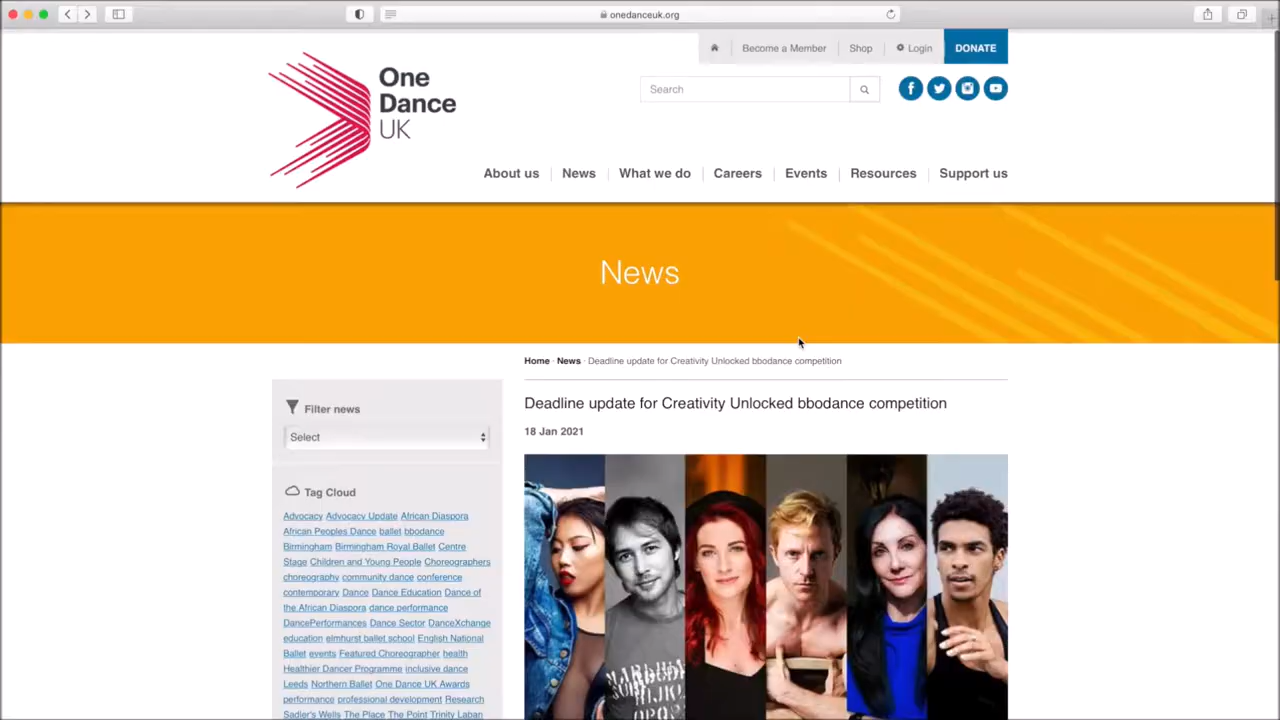 onedanceuk.org
Become a Member
Shop
Login
DONATE
One
Dance
UK
Search
About us
News
What we do
Careers
Events
Resources
Support us
News
Home · News · Deadline update for Creativity Unlocked bbodance competition
Filter news
Select
Tag Cloud
Advocacy Advocacy Update African Diaspora
African Peoples Dance ballet bbodance
Birmingham Birmingham Royal Ballet Centre
Stage Children and Young People Choreographers
choreography community dance conference
contemporary Dance Dance Education Dance of
the African Diaspora dance performance
DancePerformances Dance Sector DanceXchange
education elmhurst ballet school English National
Ballet events Featured Choreographer health
Healthier Dancer Programme inclusive dance
Leeds Northern Ballet One Dance UK Awards
performance professional development Research
Sadler's Wells The Place The Point Trinity Laban
Deadline update for Creativity Unlocked bbodance competition
18 Jan 2021